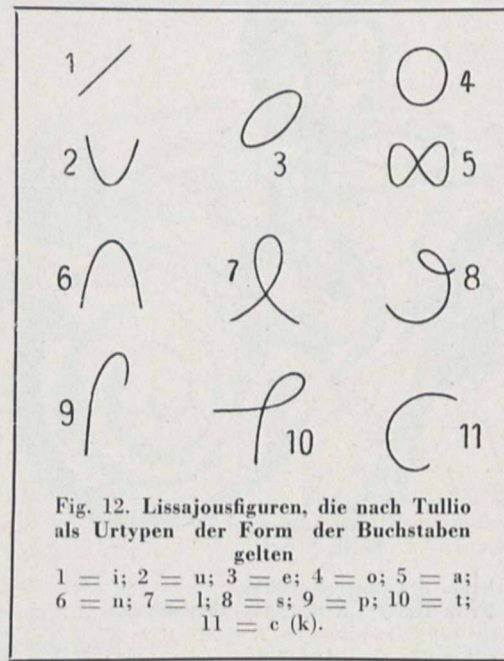 1
4
2
3
5
6
7
8
9
10
11
Fig. 12. Lissajousfiguren, die nach Tullio
als Urtypen der Form der Buchstaben
gelten
1 = i; 2 = u; 3 = e; 4 = o; 5 = a;
6 = n; 7 = l; 8 = s; 9 = p; 10 = t;
11 = c (k).